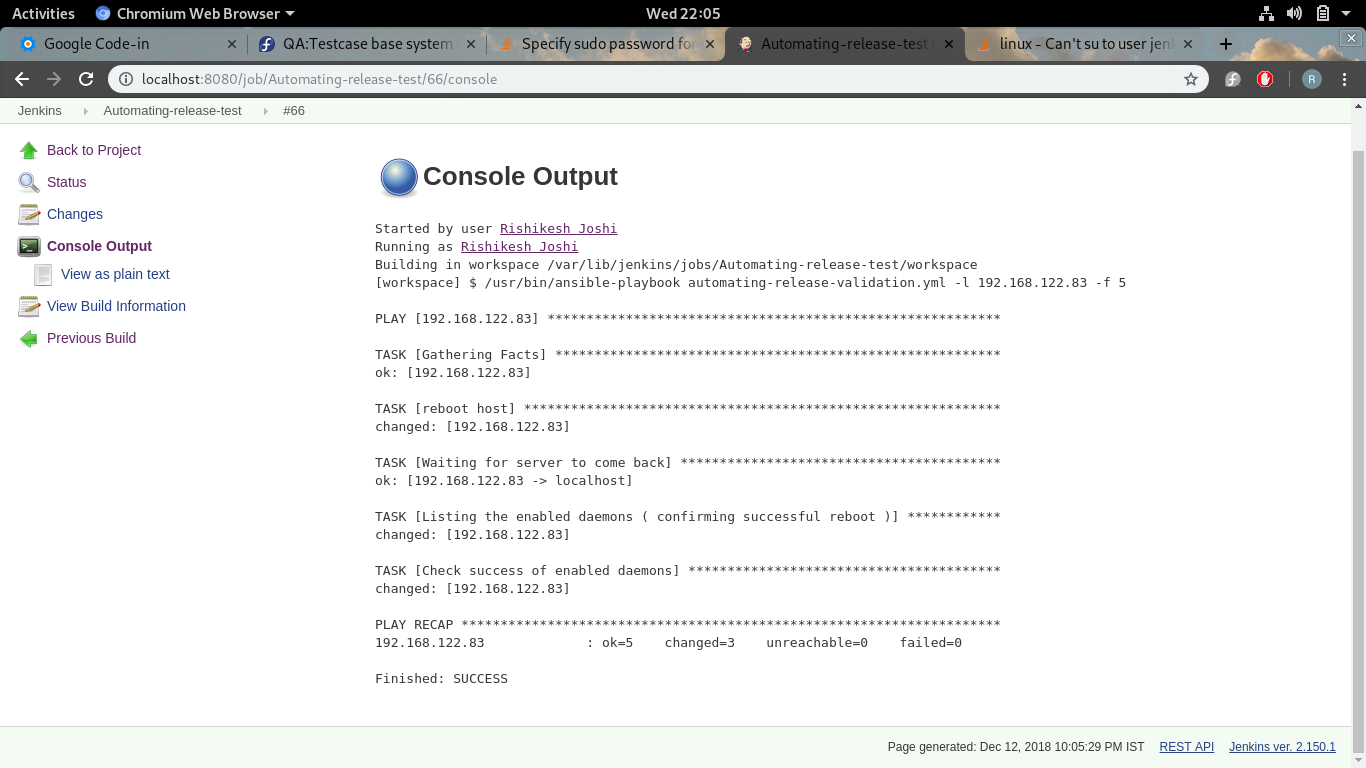 Activities Chromium Web Browser Wed 22:05
Google Code-in QA:Testcase base system Specify sudo password for Automating-release-test linux - Can't su to user jenk
localhost:8080/job/Automating-release-test/66/console R
Jenkins Automating-release-test #66
Back to Project
Status
Changes
Console Output
View as plain text
View Build Information
Previous Build
Console Output
Started by user Rishikesh Joshi
Running as Rishikesh Joshi
Building in workspace /var/lib/jenkins/jobs/Automating-release-test/workspace
[workspace] $ /usr/bin/ansible-playbook automating-release-validation.yml -l 192.168.122.83 -f 5
PLAY [192.168.122.83] **********************************************************
TASK [Gathering Facts] *********************************************************
ok: [192.168.122.83]
TASK [reboot host] *************************************************************
changed: [192.168.122.83]
TASK [Waiting for server to come back] *****************************************
ok: [192.168.122.83 -> localhost]
TASK [Listing the enabled daemons ( confirming successful reboot )] ************
changed: [192.168.122.83]
TASK [Check success of enabled daemons] ****************************************
changed: [192.168.122.83]
PLAY RECAP *********************************************************************
192.168.122.83             : ok=5    changed=3    unreachable=0    failed=0
Finished: SUCCESS
Page generated: Dec 12, 2018 10:05:29 PM IST REST API Jenkins ver. 2.150.1